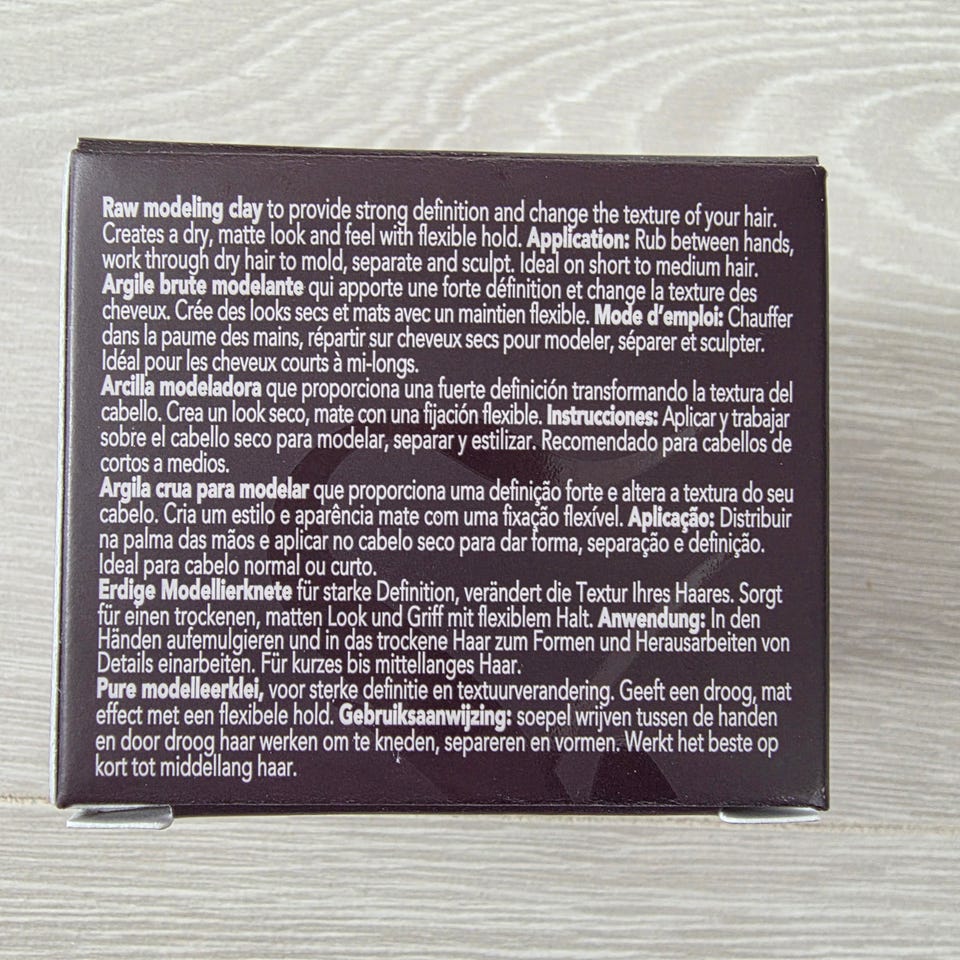 Raw modeling clay to provide strong definition and change the texture of your hair.
Creates a dry, matte look and feel with flexible hold. Application: Rub between hands,
work through dry hair to mold, separate and sculpt. Ideal on short to medium hair.
Argile brute modelante qui apporte une forte définition et change la texture des
cheveux. Crée des looks secs et mats avec un maintien flexible. Mode d'emploi: Chauffer
dans la paume des mains, répartir sur cheveux secs pour modeler, séparer et sculpter.
Idéal pour les cheveux courts à mi-longs.
Arcilla modeladora que proporciona una fuerte definición transformando la textura del
cabello. Crea un look seco, mate con una fijación flexible. Instrucciones: Aplicar y trabajar
sobre el cabello seco para modelar, separar y estilizar. Recomendado para cabellos de
cortos a medios.
Argila crua para modelar que proporciona uma definição forte e altera a textura do seu
cabelo. Cria um estilo e aparência mate com uma fixação flexível. Aplicação: Distribuir
na palma das mãos e aplicar no cabelo seco para dar forma, separação e definição.
Ideal para cabelo normal ou curto.
Erdige Modellierknete für starke Definition, verändert die Textur Ihres Haares. Sorgt
für einen trockenen, matten Look und Griff mit flexiblem Halt. Anwendung: In den
Händen aufemulgieren und in das trockene Haar zum Formen und Herausarbeiten von
Details einarbeiten. Für kurzes bis mittellanges Haar.
Pure modelleerklei, voor sterke definitie en textuurverandering. Geeft een droog, mat
effect met een flexibele hold. Gebruiksaanwijzing: soepel wrijven tussen de handen
en door droog haar werken om te kneden, separeren en vormen. Werkt het beste op
kort tot middellang haar.